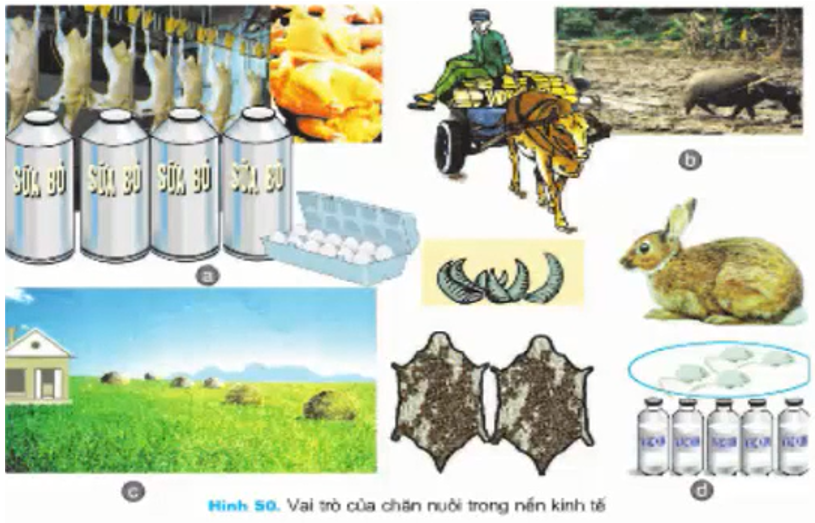 SỮA BÒ SỮA BÒ SỮA BÒ SỮA BÒ
a
b
c
d
Hình 50. Vai trò của chăn nuôi trong nền kinh tế